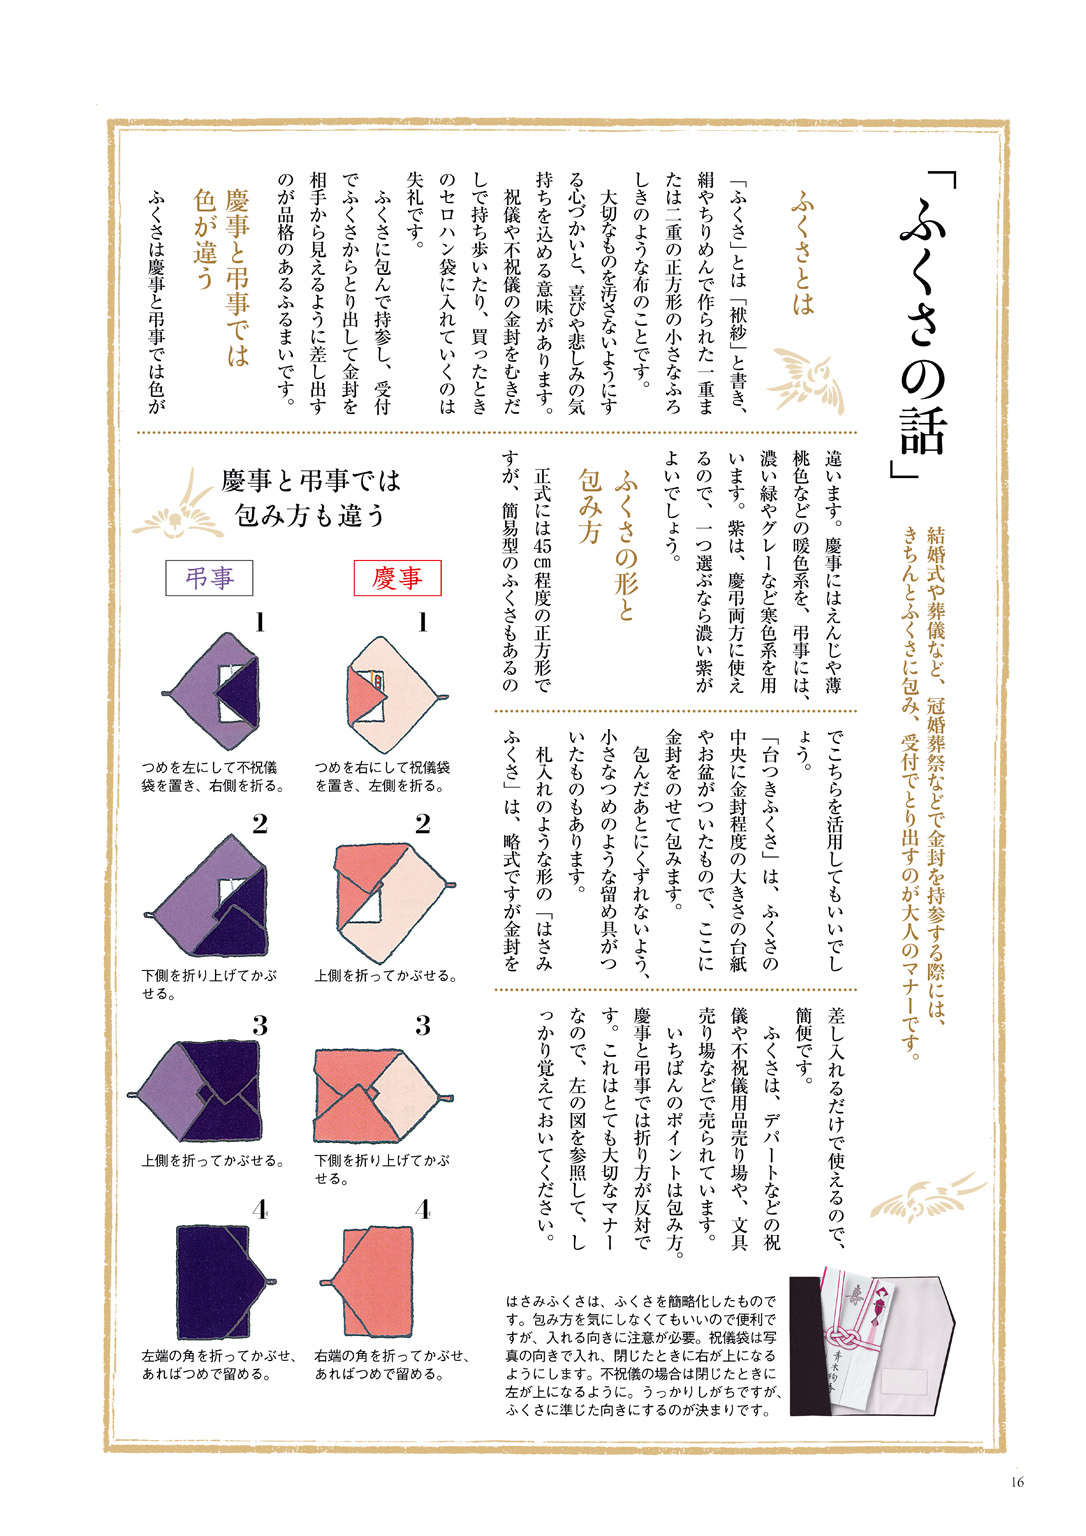 「ふくさの話」
結婚式や葬儀など、冠婚葬祭などで金封を持参する際には、
きちんとふくさに包み、受付でとり出すのが大人のマナーです。
ふくさとは
「ふくさ」とは「袱紗」と書き、
絹やちりめんで作られた一重ま
たは二重の正方形の小さなふろ
しきのような布のことです。
大切なものを汚さないようにす
る心づかいと、喜びや悲しみの気
持ちを込める意味があります。
祝儀や不祝儀の金封をむきだ
しで持ち歩いたり、買ったとき
のセロハン袋に入れていくのは
失礼です。
ふくさに包んで持参し、受付
でふくさからとり出して金封を
相手から見えるように差し出す
のが品格のあるふるまいです。
慶事と弔事では
色が違う
ふくさは慶事と弔事では色が
違います。慶事にはえんじや薄
桃色などの暖色系を、弔事には、
濃い緑やグレーなど寒色系を用
います。紫は、慶弔両方に使え
るので、一つ選ぶなら濃い紫が
よいでしょう。
ふくさの形と
包み方
正式には45cm程度の正方形で
すが、簡易型のふくさもあるの
でこちらを活用してもいいでし
ょう。
「台つきふくさ」は、ふくさの
中央に金封程度の大きさの台紙
やお盆がついたもので、ここに
金封をのせて包みます。
包んだあとにくずれないよう、
小さなつめのような留め具がつ
いたものもあります。
札入れのような形の「はさみ
ふくさ」は、略式ですが金封を
差し入れるだけで使えるので、
簡便です。
ふくさは、デパートなどの祝
儀や不祝儀用品売り場や、文具
売り場などで売られています。
いちばんのポイントは包み方。
慶事と弔事では折り方が反対で
す。これはとても大切なマナー
なので、左の図を参照して、し
っかり覚えておいてください。
慶事と弔事では
包み方も違う
慶事
1
つめを右にして祝儀袋
を置き、左側を折る。
2
上側を折ってかぶせる。
3
下側を折り上げてかぶ
せる。
4
右端の角を折ってかぶせ、
あればつめで留める。
弔事
1
つめを左にして不祝儀
袋を置き、右側を折る。
2
下側を折り上げてかぶ
せる。
3
上側を折ってかぶせる。
4
左端の角を折ってかぶせ、
あればつめで留める。
はさみふくさは、ふくさを簡略化したもので
す。包み方を気にしなくてもいいので便利で
すが、入れる向きに注意が必要。祝儀袋は写
真の向きで入れ、閉じたときに右が上になる
ようにします。不祝儀の場合は閉じたときに
左が上になるように。うっかりしがちですが、
ふくさに準じた向きにするのが決まりです。
寿
16